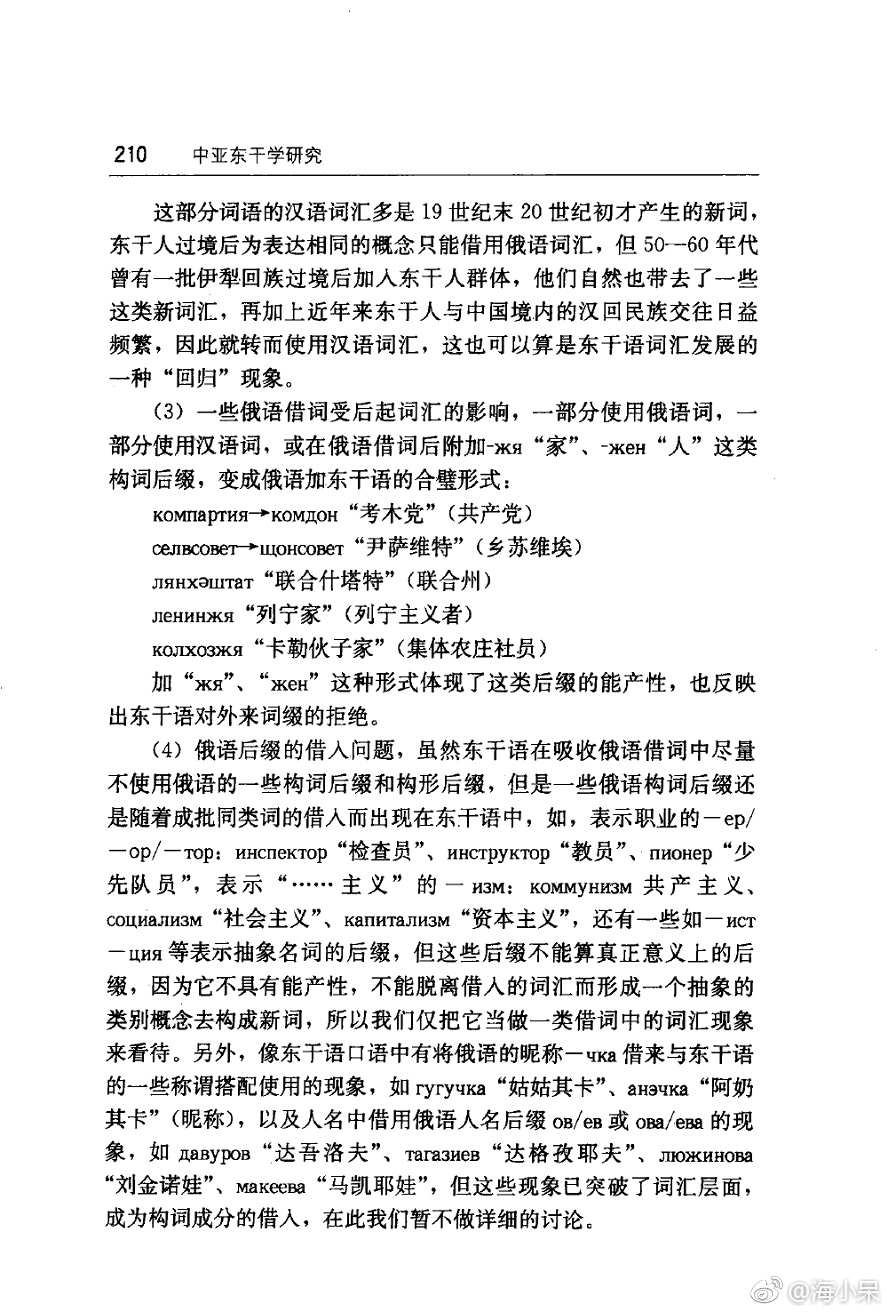 210 中亚东干学研究
这部分词语的汉语词汇多是 19 世纪末 20 世纪初才产生的新词，
东干人过境后为表达相同的概念只能借用俄语词汇，但 50—60 年代
曾有一批伊犁回族过境后加入东干人群体，他们自然也带去了一些
这类新词汇，再加上近年来东干人与中国境内的汉回民族交往日益
频繁，因此就转而使用汉语词汇，这也可以算是东干语词汇发展的
一种“回归”现象。
（3）一些俄语借词受后起词汇的影响，一部分使用俄语词，一
部分使用汉语词，或在俄语借词后附加-жя“家”、-жен“人”这类
构词后缀，变成俄语加东干语的合璧形式：
компартия→комдон“考木党”（共产党）
селвсовет→щонсовет“尹萨维特”（乡苏维埃）
лянхәштат“联合什塔特”（联合州）
ленинжя“列宁家”（列宁主义者）
колхозжя“卡勒伙子家”（集体农庄社员）
加“жя”、“жен”这种形式体现了这类后缀的能产性，也反映
出东干语对外来词缀的拒绝。
（4）俄语后缀的借入问题，虽然东干语在吸收俄语借词中尽量
不使用俄语的一些构词后缀和构形后缀，但是一些俄语构词后缀还
是随着成批同类词的借入而出现在东干语中，如，表示职业的－ер/
－ор/－тор：инспектор“检查员”、инструктор“教员”、пионер“少
先队员”，表示“……主义”的－изм：коммунизм 共产主义、
социализм“社会主义”、капитализм“资本主义”，还有一些如－ист
－ция 等表示抽象名词的后缀，但这些后缀不能算真正意义上的后
缀，因为它不具有能产性，不能脱离借入的词汇而形成一个抽象的
类别概念去构成新词，所以我们仅把它当做一类借词中的词汇现象
来看待。另外，像东干语口语中有将俄语的昵称－чка 借来与东干语
的一些称谓搭配使用的现象，如 гугучка“姑姑其卡”、анэчка“阿奶
其卡”（昵称），以及人名中借用俄语人名后缀 ов/ев 或 ова/ева 的现
象，如 давуров“达吾洛夫”、тагазиев“达格孜耶夫”、люжинова
“刘金诺娃”、макеева“马凯耶娃”，但这些现象已突破了词汇层面，
成为构词成分的借入，在此我们暂不做详细的讨论。
@海小呆